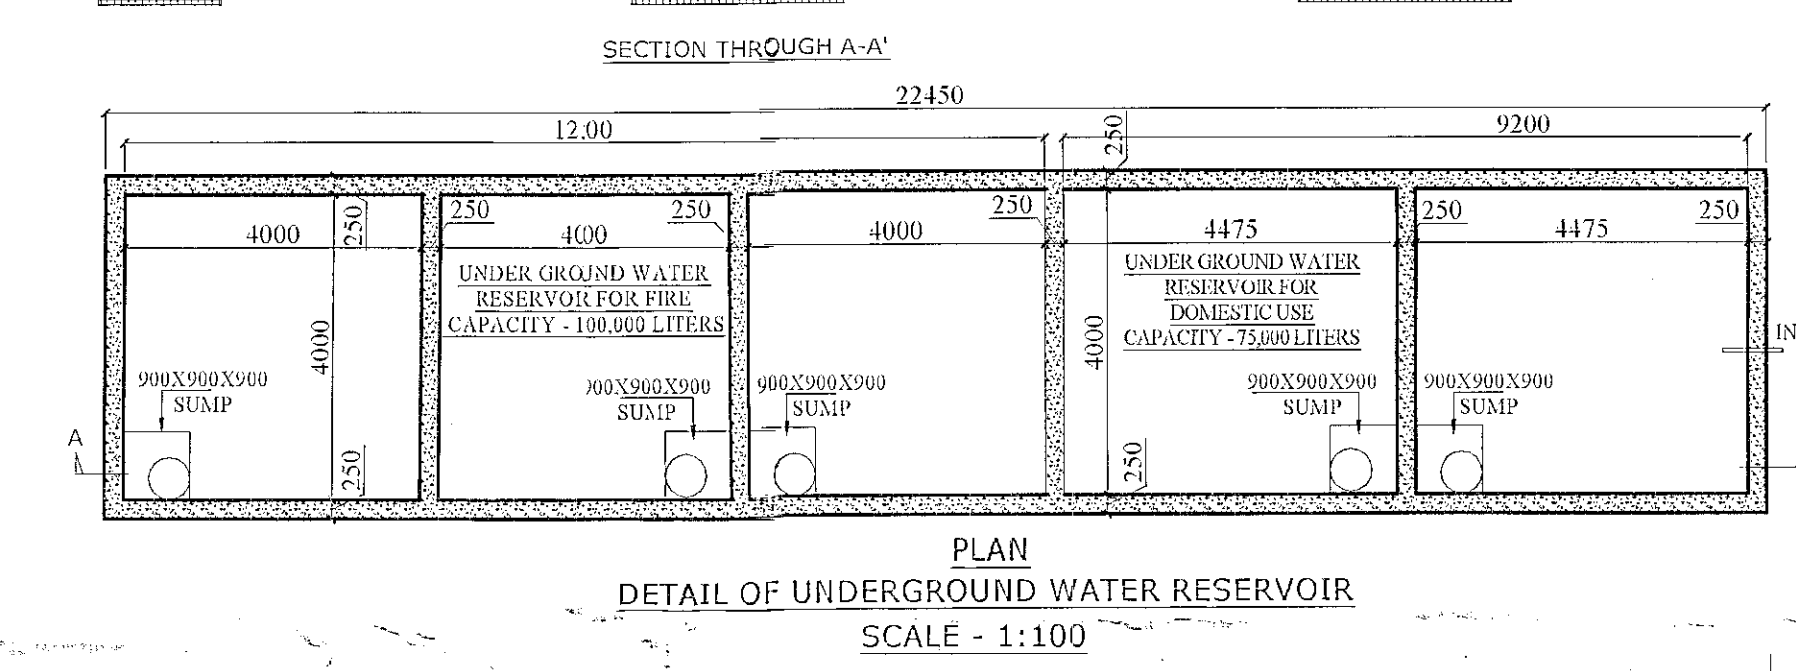 SECTION THROUGH A-A'
22450
12:00
250
9200
250
250
250
250
250
250
4000
4000
4000
4475
4475
UNDER GROUND WATER
RESERVOIR FOR FIRE
CAPACITY - 100,000 LITERS
UNDER GROUND WATER
RESERVOIR FOR
DOMESTIC USE
CAPACITY - 75,000 LITERS
4000
4000
IN
900X900X900
SUMP
900X900X900
SUMP
900X900X900
SUMP
900X900X900
SUMP
900X900X900
SUMP
A
250
250
PLAN
DETAIL OF UNDERGROUND WATER RESERVOIR
SCALE - 1:100